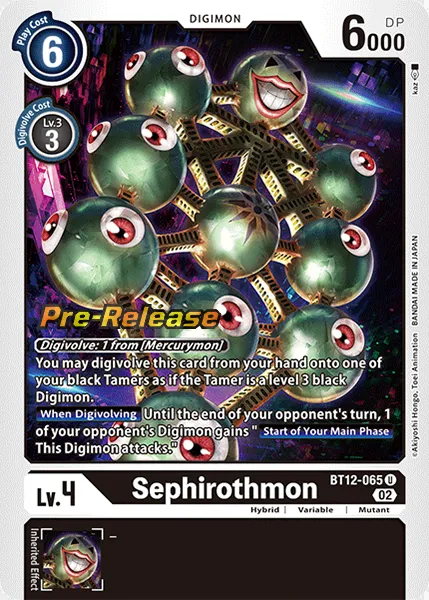 DIGIMON
Play Cost
6
Digivolve Cost
Lv.3
3
DP
6000
kaz
Pre-Release
Digivolve: 1 from [Mercurymon]
You may digivolve this card from your hand onto one of
your black Tamers as if the Tamer is a level 3 black
Digimon.
When Digivolving Until the end of your opponent's turn, 1
of your opponent's Digimon gains " Start of Your Main Phase
This Digimon attacks."
©Akiyoshi Hongo, Toei Animation BANDAI MADE IN JAPAN
Lv.4
Sephirothmon
BT12-065 U
02
Hybrid | Variable | Mutant
Inherited Effect
–